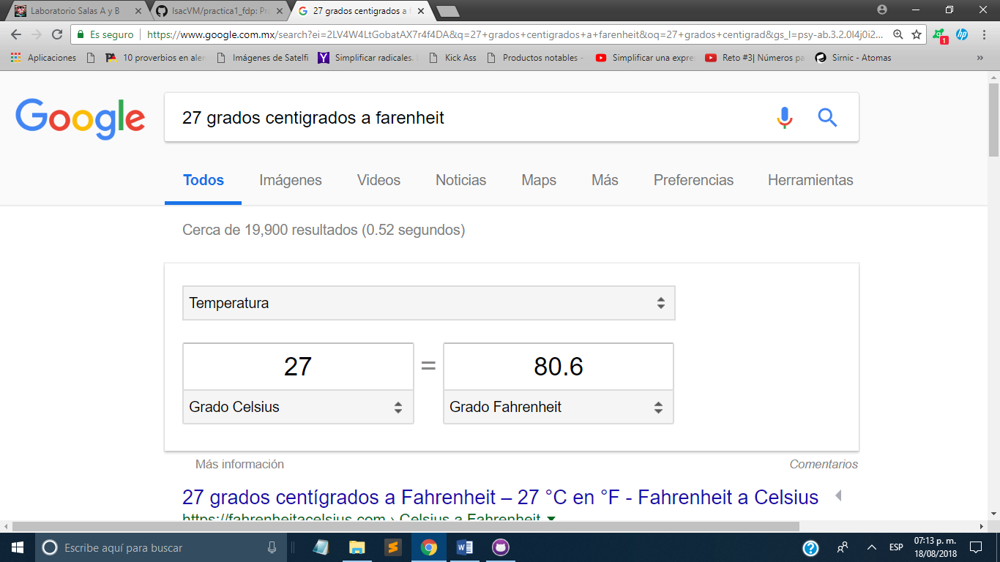 Laboratorio Salas A y B
IsacVM/practica1_fdp: Pr
27 grados centigrados a f
Es seguro
https://www.google.com.mx/search?ei=2LV4W4LtGobatAX7r4f4DA&q=27+grados+centigrados+a+farenheit&oq=27+grados+centigrad&gs_l=psy-ab.3.2.0l4j0i2...
1
Aplicaciones
10 proverbios en alen
Imágenes de Satelfi
Simplificar radicales.
Kick Ass
Productos notables -
Simplificar una expre
Reto #3| Números pa
Sirnic - Atomas
»
Google
27 grados centigrados a farenheit
Todos
Imágenes
Videos
Noticias
Maps
Más
Preferencias
Herramientas
Cerca de 19,900 resultados (0.52 segundos)
Temperatura
27 = 80.6
Grado Celsius
Grado Fahrenheit
Más información
Comentarios
27 grados centígrados a Fahrenheit – 27 °C en °F - Fahrenheit a Celsius
https://fahrenheitacelsius.com › Celsius a Fahrenheit
Escribe aquí para buscar
ESP
07:13 p. m.
18/08/2018